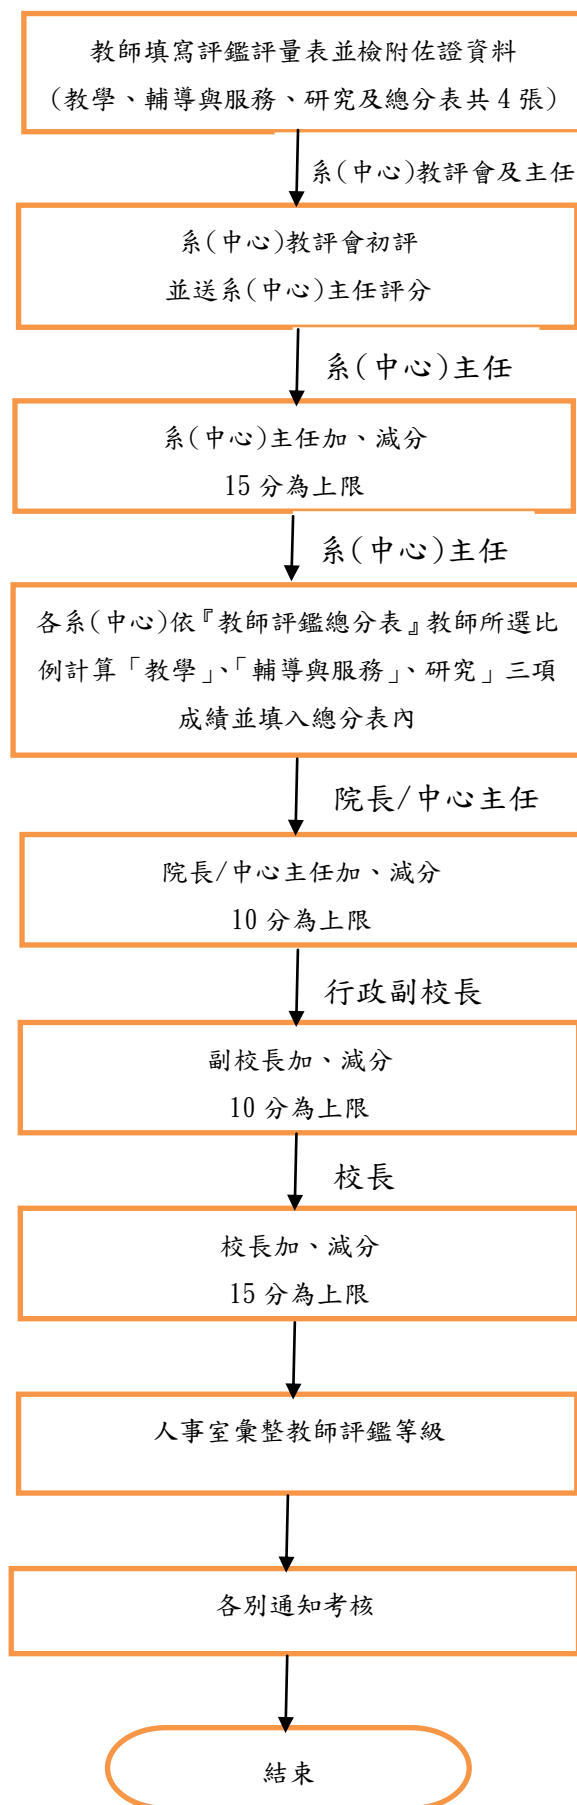 教師填寫評鑑評量表並檢附佐證資料
(教學、輔導與服務、研究及總分表共4張)
系(中心)教評會及主任
系(中心)教評會初評
並送系(中心)主任評分
系(中心)主任
系(中心)主任加、減分
15分為上限
系(中心)主任
各系(中心)依『教師評鑑總分表』教師所選比
例計算「教學」、「輔導與服務」、研究」三項
成績並填入總分表內
院長/中心主任
院長/中心主任加、減分
10分為上限
行政副校長
副校長加、減分
10分為上限
校長
校長加、減分
15分為上限
人事室彙整教師評鑑等級
各別通知考核
結束